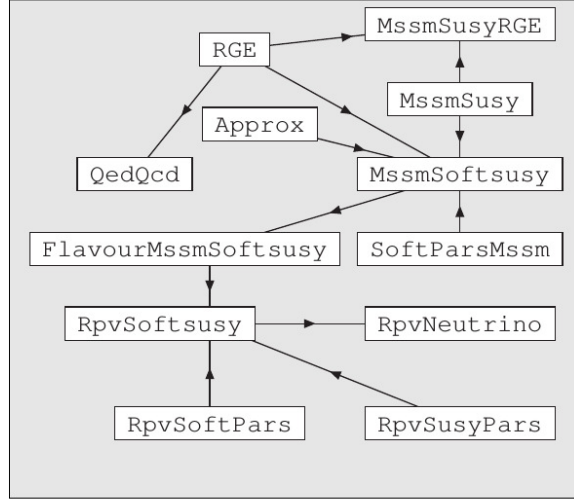 MssmSusyRGE
RGE
MssmSusy
Approx
QedQcd
MssmSoftsusy
FlavourMssmSoftsusy
SoftParsMssm
RpvSoftsusy
RpvNeutrino
RpvSoftPars
RpvSusyPars